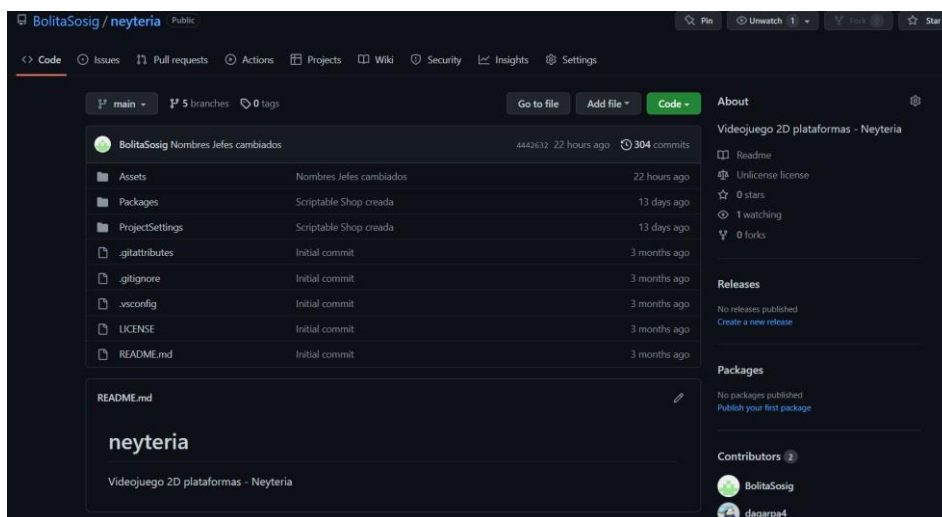 BolitaSosig / neyteria Public
Pin Unwatch 1 Fork 0 Star
<> Code Issues Pull requests Actions Projects Wiki Security Insights Settings
main 5 branches 0 tags Go to file Add file Code
BolitaSosig Nombres Jefes cambiados 4442632 22 hours ago 304 commits
Assets Nombres Jefes cambiados 22 hours ago
Packages Scriptable Shop creada 13 days ago
ProjectSettings Scriptable Shop creada 13 days ago
.gitattributes Initial commit 3 months ago
.gitignore Initial commit 3 months ago
.vsconfig Initial commit 3 months ago
LICENSE Initial commit 3 months ago
README.md Initial commit 3 months ago
README.md
neyteria
Videojuego 2D plataformas - Neyteria
About
Videojuego 2D plataformas - Neyteria
Readme
Unlicense license
0 stars
1 watching
0 forks
Releases
No releases published
Create a new release
Packages
No packages published
Publish your first package
Contributors 2
BolitaSosig
dagarpa4